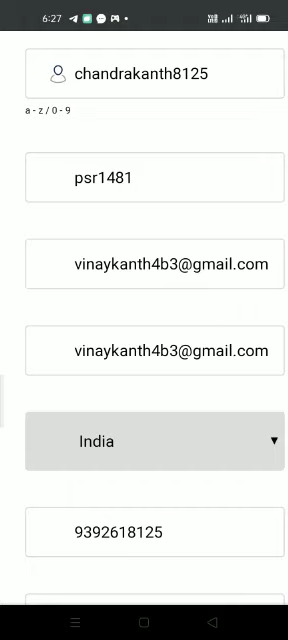 6:27
chandrakanth8125
a - z / 0 - 9
psr1481
vinaykanth4b3@gmail.com
vinaykanth4b3@gmail.com
India
9392618125